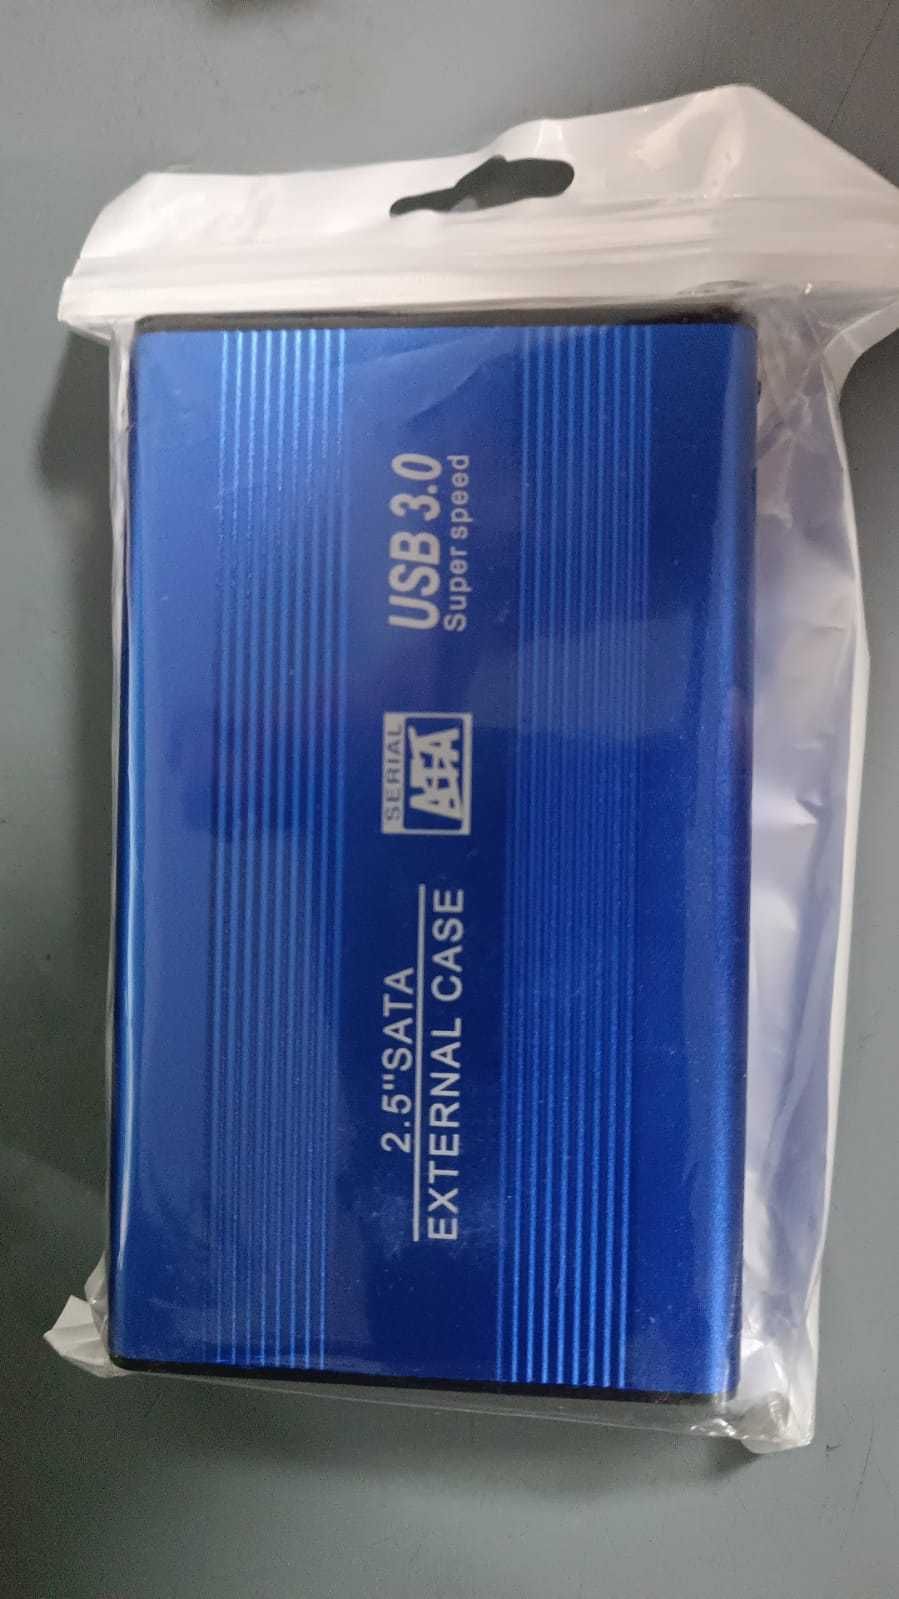 2.5"SATA
EXTERNAL CASE
SERIAL
ATA
USB 3.0
Super speed